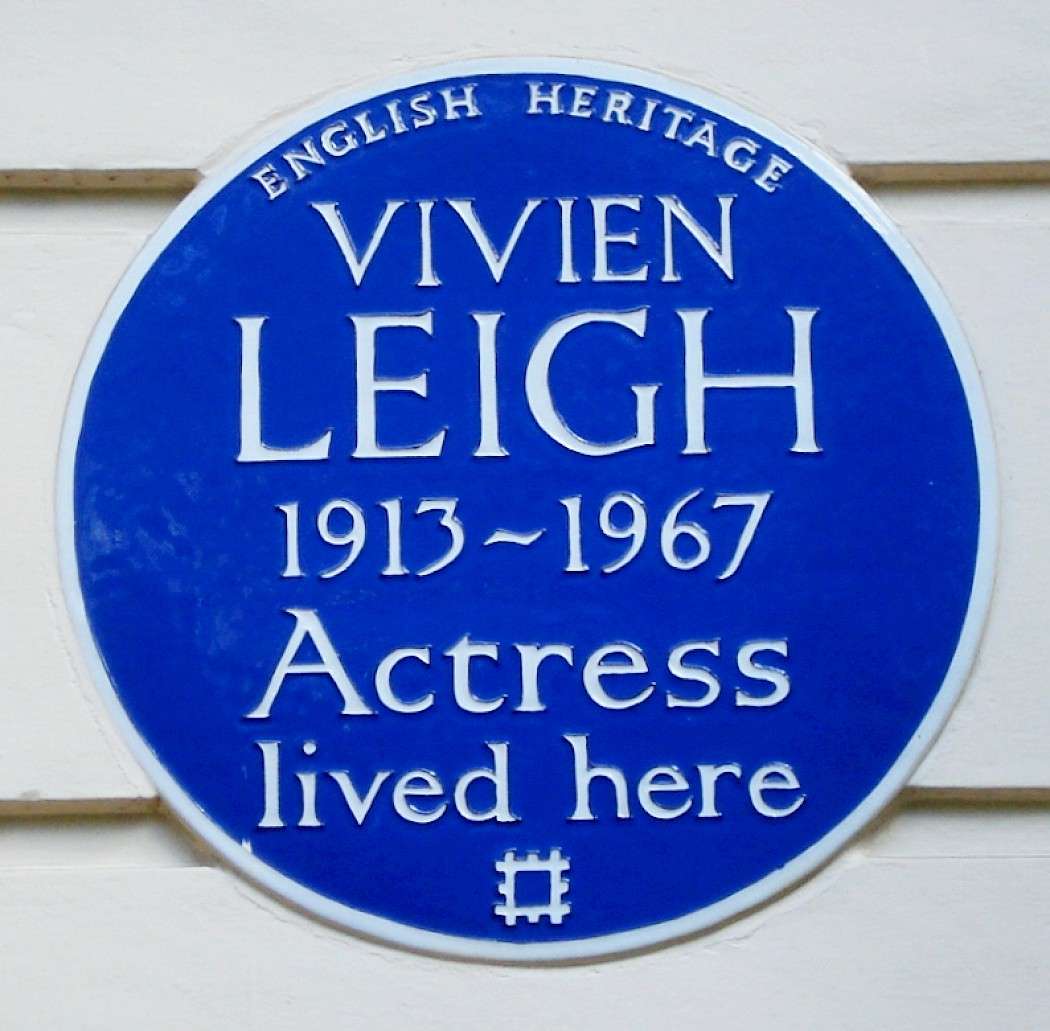 ENGLISH HERITAGE
VIVIEN
LEIGH
1913~1967
Actress
lived here